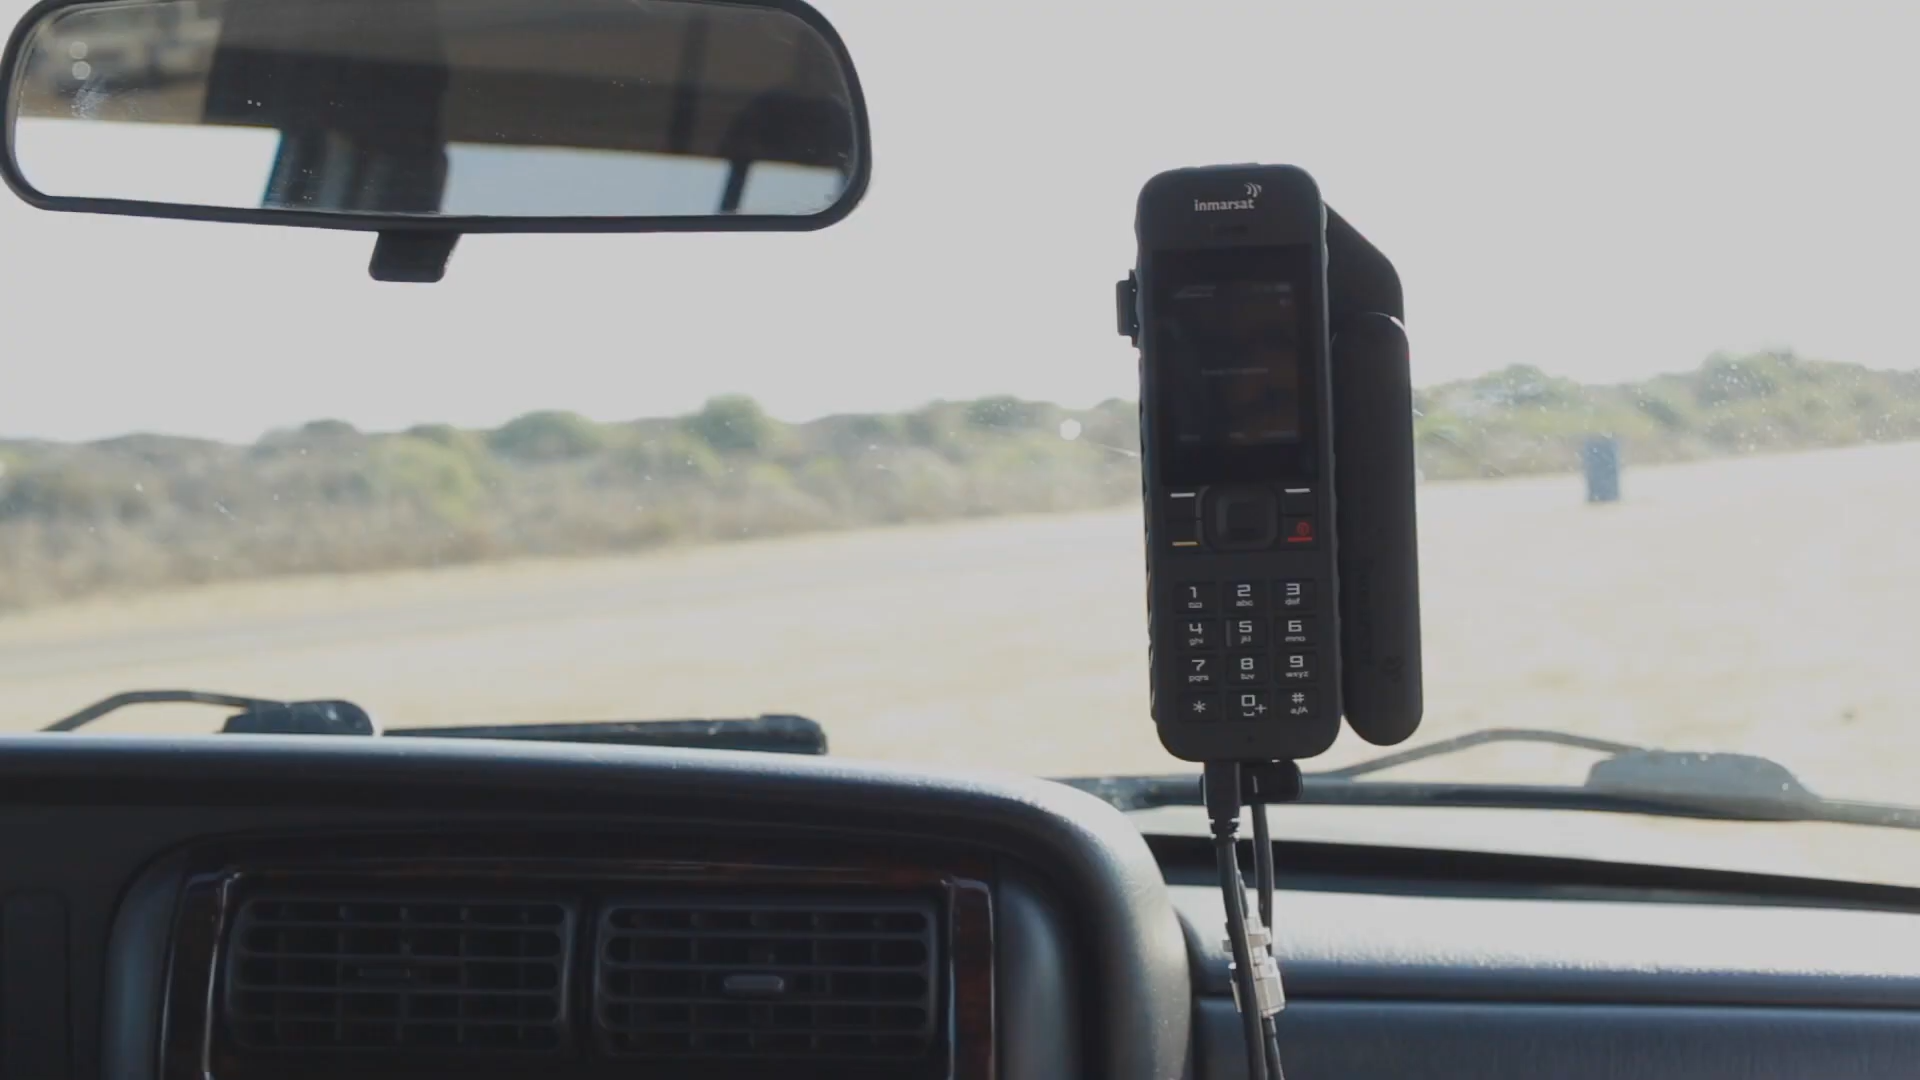 inmarsat
1 2 abc 3 def
4 ghi 5 jkl 6 mno
7 pqrs 8 tuv 9 wxyz
* 0 + # a/A